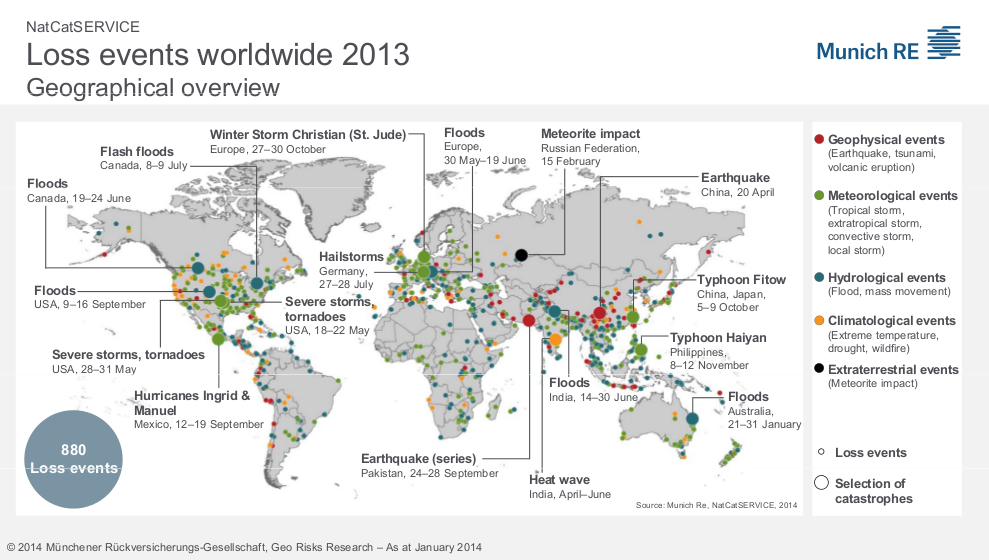 NatCatSERVICE
Loss events worldwide 2013
Geographical overview
Munich RE
Winter Storm Christian (St. Jude)
Europe, 27–30 October
Floods
Europe,
30 May–19 June
Meteorite impact
Russian Federation,
15 February
Flash floods
Canada, 8–9 July
Earthquake
China, 20 April
Floods
Canada, 19–24 June
Hailstorms
Germany,
27–28 July
Typhoon Fitow
China, Japan,
5–9 October
Floods
USA, 9–16 September
Severe storms,
tornadoes
USA, 18–22 May
Typhoon Haiyan
Philippines,
8–12 November
Severe storms, tornadoes
USA, 28–31 May
Floods
India, 14–30 June
Hurricanes Ingrid &
Manuel
Mexico, 12–19 September
Floods
Australia,
21–31 January
880
Loss events
Earthquake (series)
Pakistan, 24–28 September
Heat wave
India, April–June
Source: Munich Re, NatCatSERVICE, 2014
Geophysical events
(Earthquake, tsunami,
volcanic eruption)
Meteorological events
(Tropical storm,
extratropical storm,
convective storm,
local storm)
Hydrological events
(Flood, mass movement)
Climatological events
(Extreme temperature,
drought, wildfire)
Extraterrestrial events
(Meteorite impact)
Loss events
Selection of
catastrophes
© 2014 Münchener Rückversicherungs-Gesellschaft, Geo Risks Research – As at January 2014